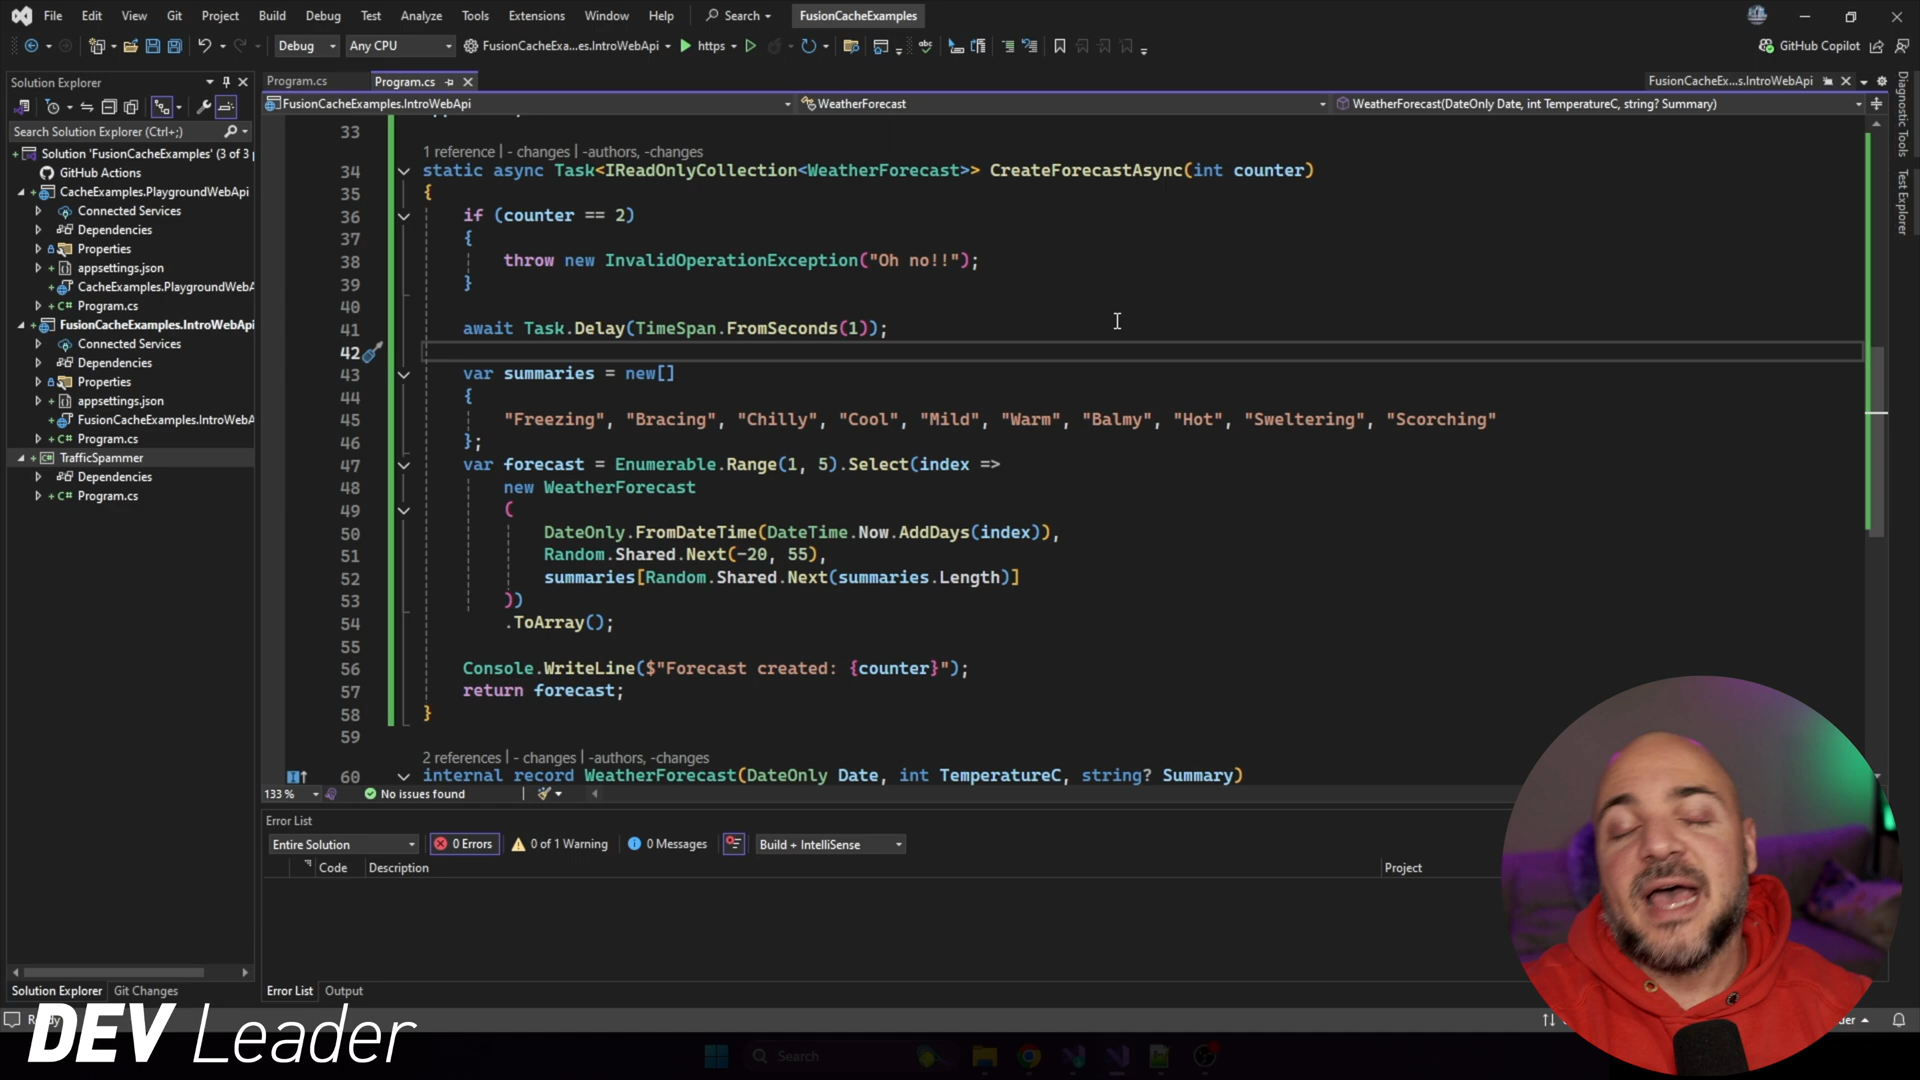 File Edit View Git Project Build Debug Test Analyze Tools Extensions Window Help Search FusionCacheExamples
Debug Any CPU FusionCacheExa...es.IntroWebApi https GitHub Copilot
Solution Explorer
Search Solution Explorer (Ctrl+;)
Solution 'FusionCacheExamples' (3 of 3 p
GitHub Actions
CacheExamples.PlaygroundWebApi
Connected Services
Dependencies
Properties
appsettings.json
CacheExamples.PlaygroundWebA
C# Program.cs
FusionCacheExamples.IntroWebApi
Connected Services
Dependencies
Properties
appsettings.json
FusionCacheExamples.IntroWebA
C# Program.cs
TrafficSpammer
Dependencies
C# Program.cs
Solution Explorer Git Changes
Program.cs Program.cs FusionCacheEx...s.IntroWebApi
FusionCacheExamples.IntroWebApi WeatherForecast WeatherForecast(DateOnly Date, int TemperatureC, string? Summary)
33
1 reference | - changes | -authors, -changes
34 static async Task<IReadOnlyCollection<WeatherForecast>> CreateForecastAsync(int counter)
35 {
36 if (counter == 2)
37 {
38 throw new InvalidOperationException("Oh no!!");
39 }
40
41 await Task.Delay(TimeSpan.FromSeconds(1));
42
43 var summaries = new[]
44 {
45 "Freezing", "Bracing", "Chilly", "Cool", "Mild", "Warm", "Balmy", "Hot", "Sweltering", "Scorching"
46 };
47 var forecast = Enumerable.Range(1, 5).Select(index =>
48 new WeatherForecast
49 (
50 DateOnly.FromDateTime(DateTime.Now.AddDays(index)),
51 Random.Shared.Next(-20, 55),
52 summaries[Random.Shared.Next(summaries.Length)]
53 ))
54 .ToArray();
55
56 Console.WriteLine($"Forecast created: {counter}");
57 return forecast;
58 }
59
2 references | - changes | -authors, -changes
60 internal record WeatherForecast(DateOnly Date, int TemperatureC, string? Summary)
133 % No issues found
Error List
Entire Solution 0 Errors 0 of 1 Warning 0 Messages Build + IntelliSense
Code Description Project
Error List Output
Diagnostic Tools
Test Explorer
DEV Leader
Search